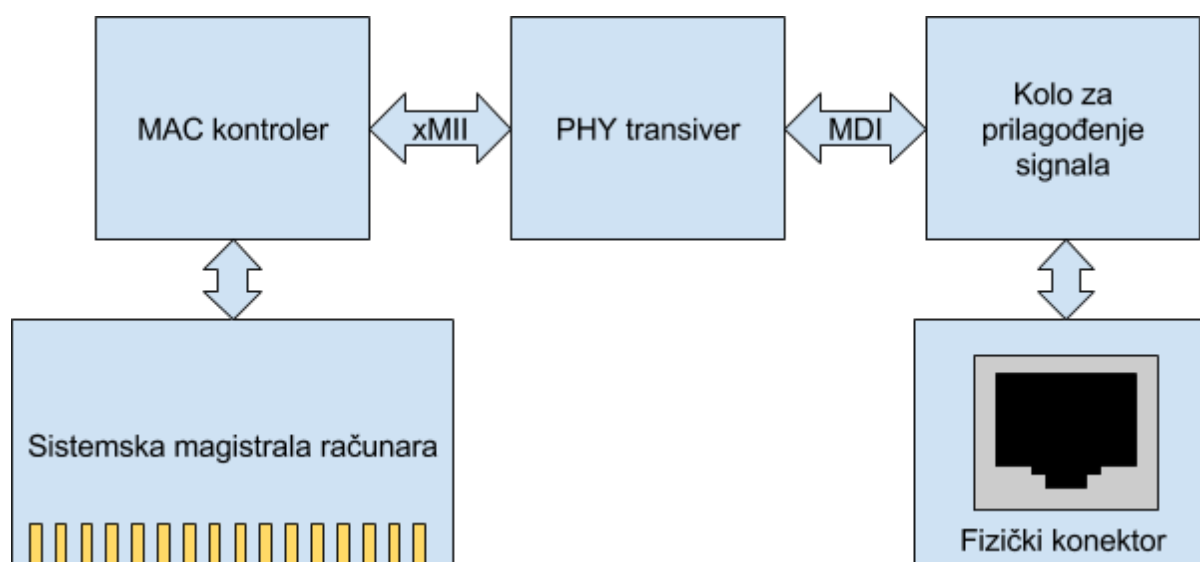 MAC kontroler
xMII
PHY transiver
MDI
Kolo za
prilagođenje
signala
Sistemska magistrala računara
Fizički konektor